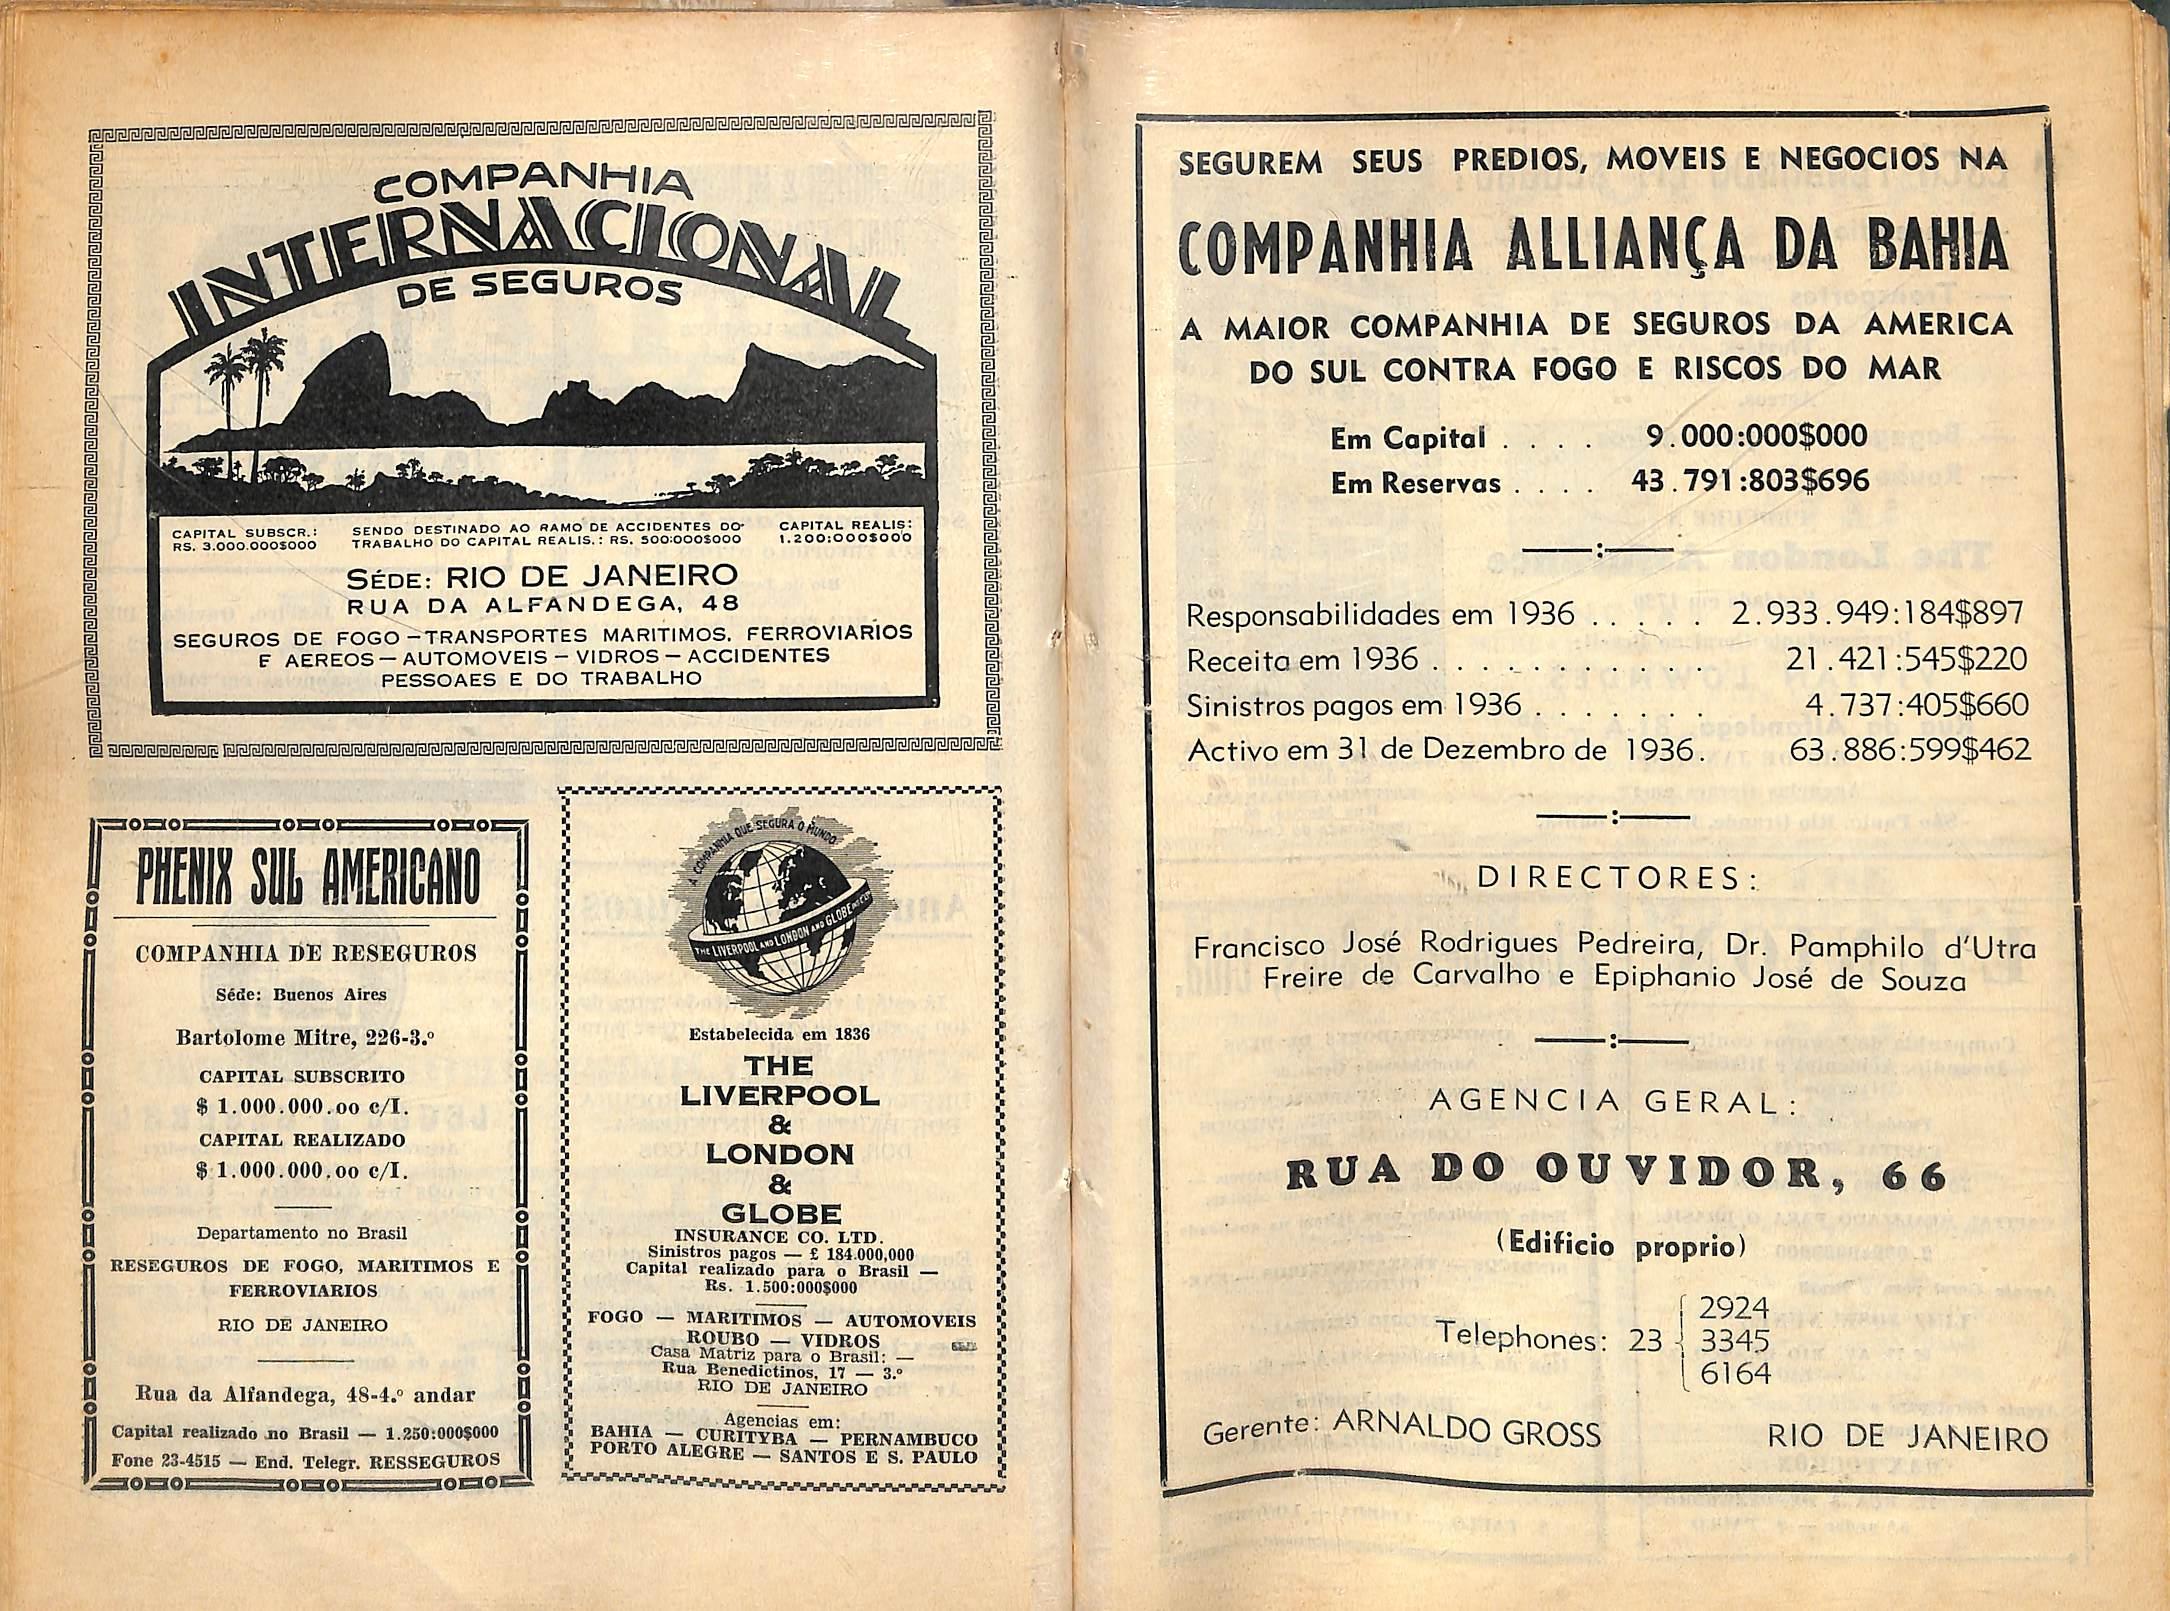 COMPANHIA
INTERNACIONAL
DE SEGUROS
CAPITAL SUBSCR.:
RS. 3.000.000$000
SENDO DESTINADO AO RAMO DE ACCIDENTES DO
TRABALHO DO CAPITAL REALIS.: RS. 500:000$000
CAPITAL REALIS:
1.200:000$000
SÉDE: RIO DE JANEIRO
RUA DA ALFANDEGA, 48
SEGUROS DE FOGO – TRANSPORTES MARITIMOS. FERROVIARIOS
E AEREOS – AUTOMOVEIS – VIDROS – ACCIDENTES
PESSOAES E DO TRABALHO
PHENIX SUL AMERICANO
COMPANHIA DE RESEGUROS
Séde: Buenos Aires
Bartolome Mitre, 226-3.º
CAPITAL SUBSCRITO
$ 1.000.000.oo c/l.
CAPITAL REALIZADO
$ 1.000.000.oo c/l.
Departamento no Brasil
RESEGUROS DE FOGO, MARITIMOS E
FERROVIARIOS
RIO DE JANEIRO
Rua da Alfandega, 48-4.º andar
Capital realizado no Brasil — 1.250:000$000
Fone 23-4515 — End. Telegr. RESSEGUROS
A COMPANHIA QUE SEGURA O MUNDO
THE LIVERPOOL AND LONDON AND GLOBE INS CO LTD
Estabelecida em 1836
THE
LIVERPOOL
&
LONDON
&
GLOBE
INSURANCE CO. LTD.
Sinistros pagos — £ 184.000,000
Capital realizado para o Brasil —
Rs. 1.500:000$000
FOGO — MARITIMOS — AUTOMOVEIS
ROUBO — VIDROS
Casa Matriz para o Brasil: —
Rua Benedictinos, 17 — 3.º
RIO DE JANEIRO
Agencias em:
BAHIA — CURITYBA — PERNAMBUCO
PORTO ALEGRE — SANTOS E S. PAULO
SEGUREM SEUS PREDIOS, MOVEIS E NEGOCIOS NA
COMPANHIA ALLIANÇA DA BAHIA
A MAIOR COMPANHIA DE SEGUROS DA AMERICA
DO SUL CONTRA FOGO E RISCOS DO MAR
Em Capital . . . . 9.000:000$000
Em Reservas . . . . 43.791:803$696
Responsabilidades em 1936 . . . . . 2.933.949:184$897
Receita em 1936 . . . . . . . . . . . 21.421:545$220
Sinistros pagos em 1936 . . . . . . . 4.737:405$660
Activo em 31 de Dezembro de 1936. 63.886:599$462
DIRECTORES:
Francisco José Rodrigues Pedreira, Dr. Pamphilo d'Utra
Freire de Carvalho e Epiphanio José de Souza
AGENCIA GERAL:
RUA DO OUVIDOR, 66
(Edificio proprio)
2924
Telephones: 23 3345
6164
Gerente: ARNALDO GROSS RIO DE JANEIRO